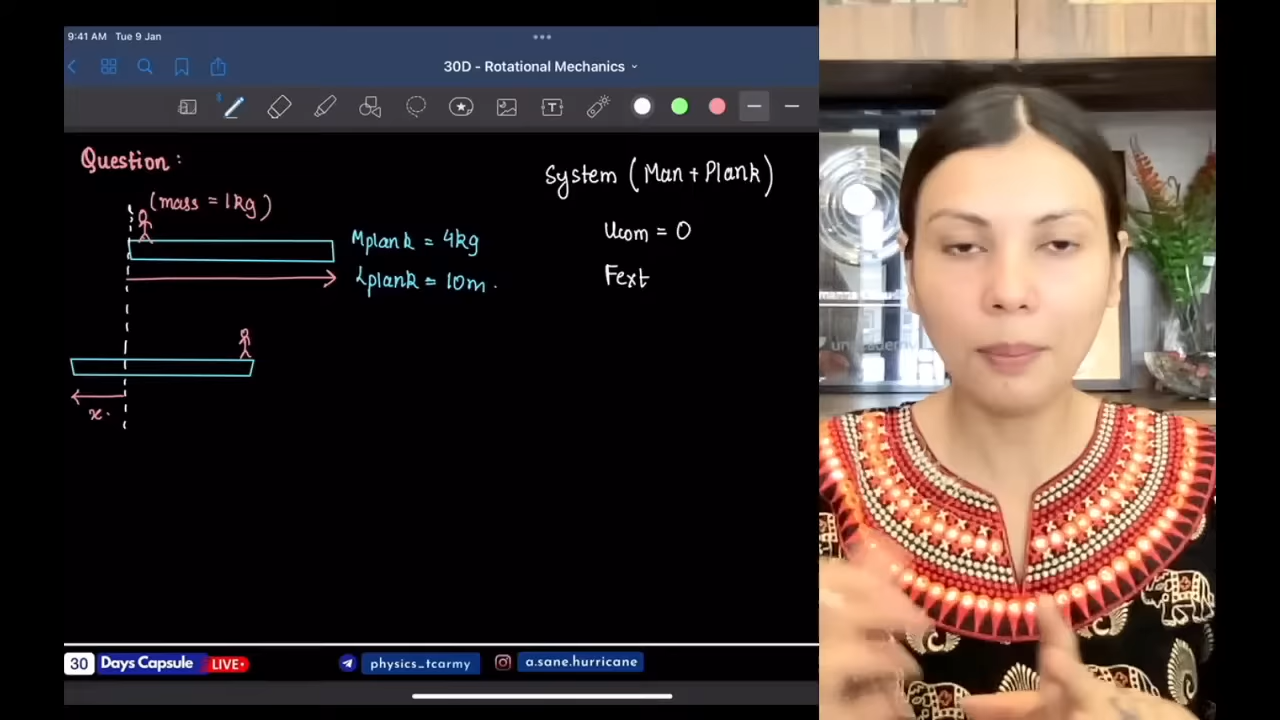 9:41 AM Tue 9 Jan
30D - Rotational Mechanics
Question :
(mass = 1kg)
System (Man + Plank)
Mplank = 4kg
Ucom = 0
Lplank = 10m.
Fext
x.
30 Days Capsule LIVE
physics_tcarmy
a.sane.hurricane